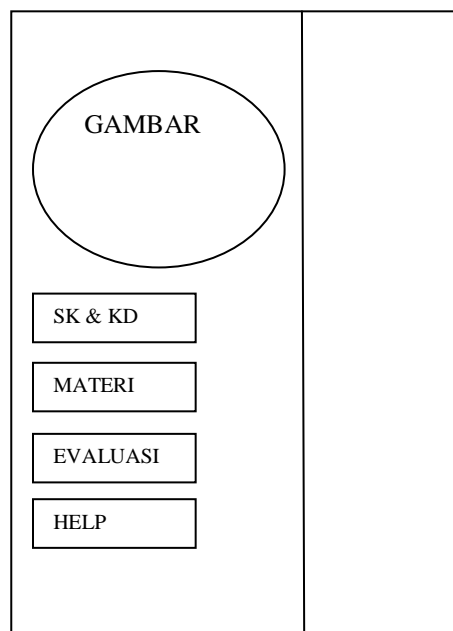 GAMBAR
SK & KD
MATERI
EVALUASI
HELP